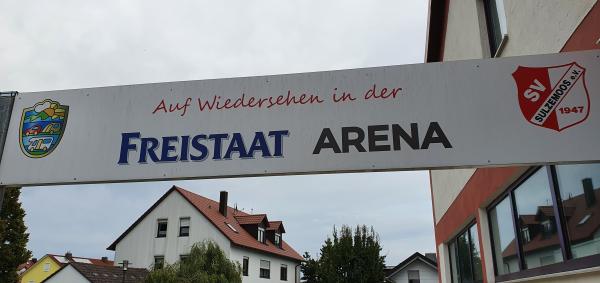 Auf Wiedersehen in der
FREISTAAT ARENA
SV
SULZEMOOS e.V.
1947